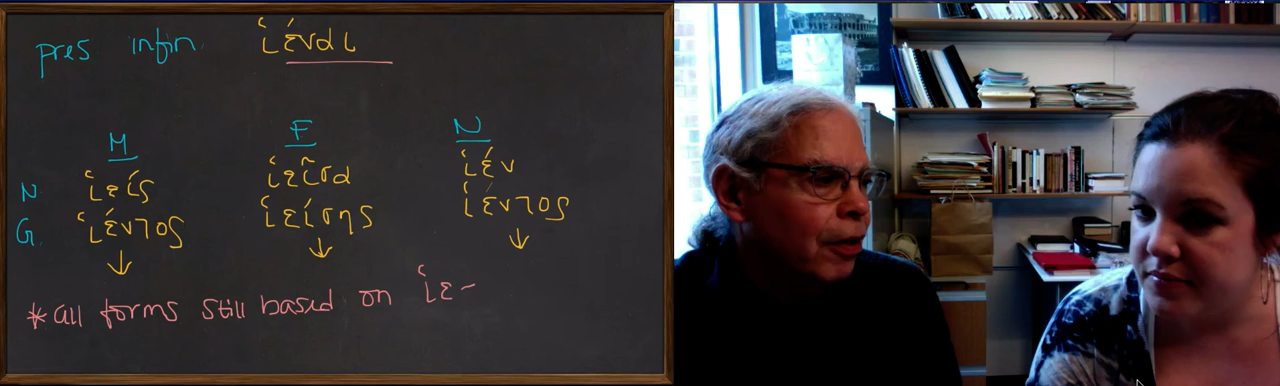 pres infin. ἱέναι
M F N
N. ἱείς ἱεῖσα ἱέν
G. ἱέντος ἱείσης ἱέντος
*all forms still based on ἱε-